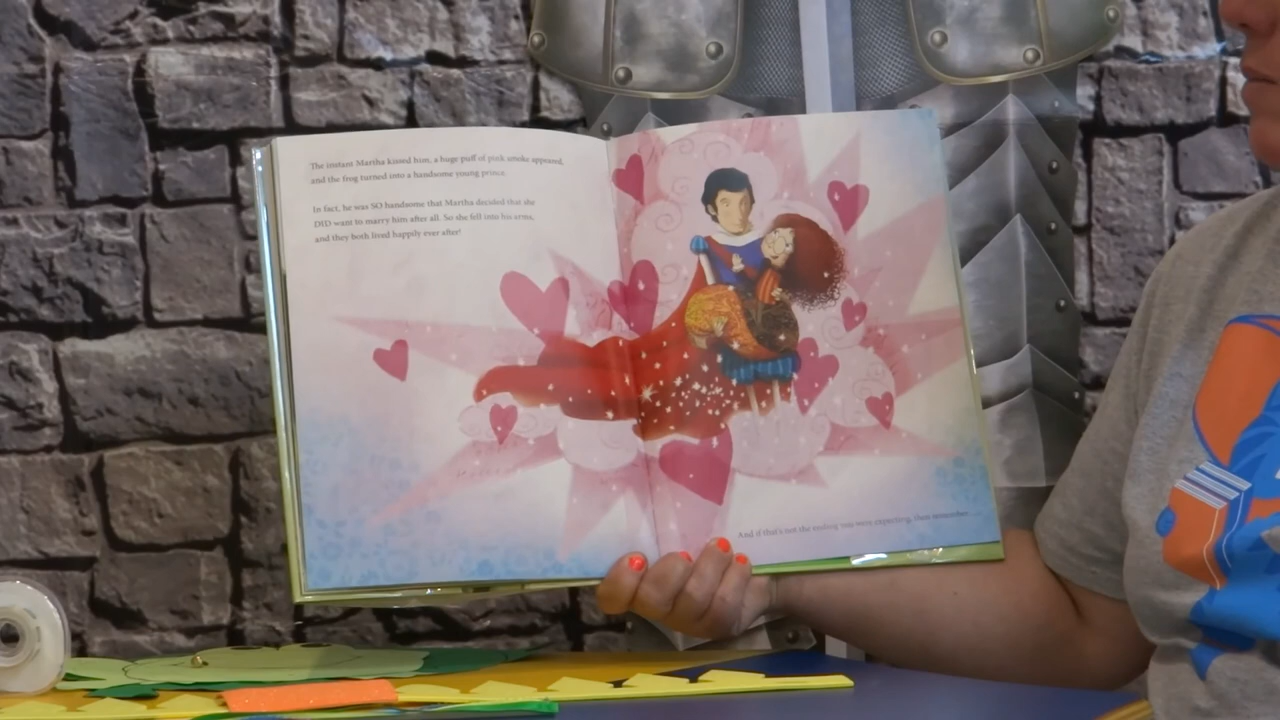 The instant Martha kissed him, a huge puff of pink smoke appeared,
and the frog turned into a handsome young prince.
In fact, he was SO handsome that Martha decided that she
DID want to marry him after all. So she fell into his arms,
and they both lived happily ever after!
And if that's not the ending you were expecting, then remember...